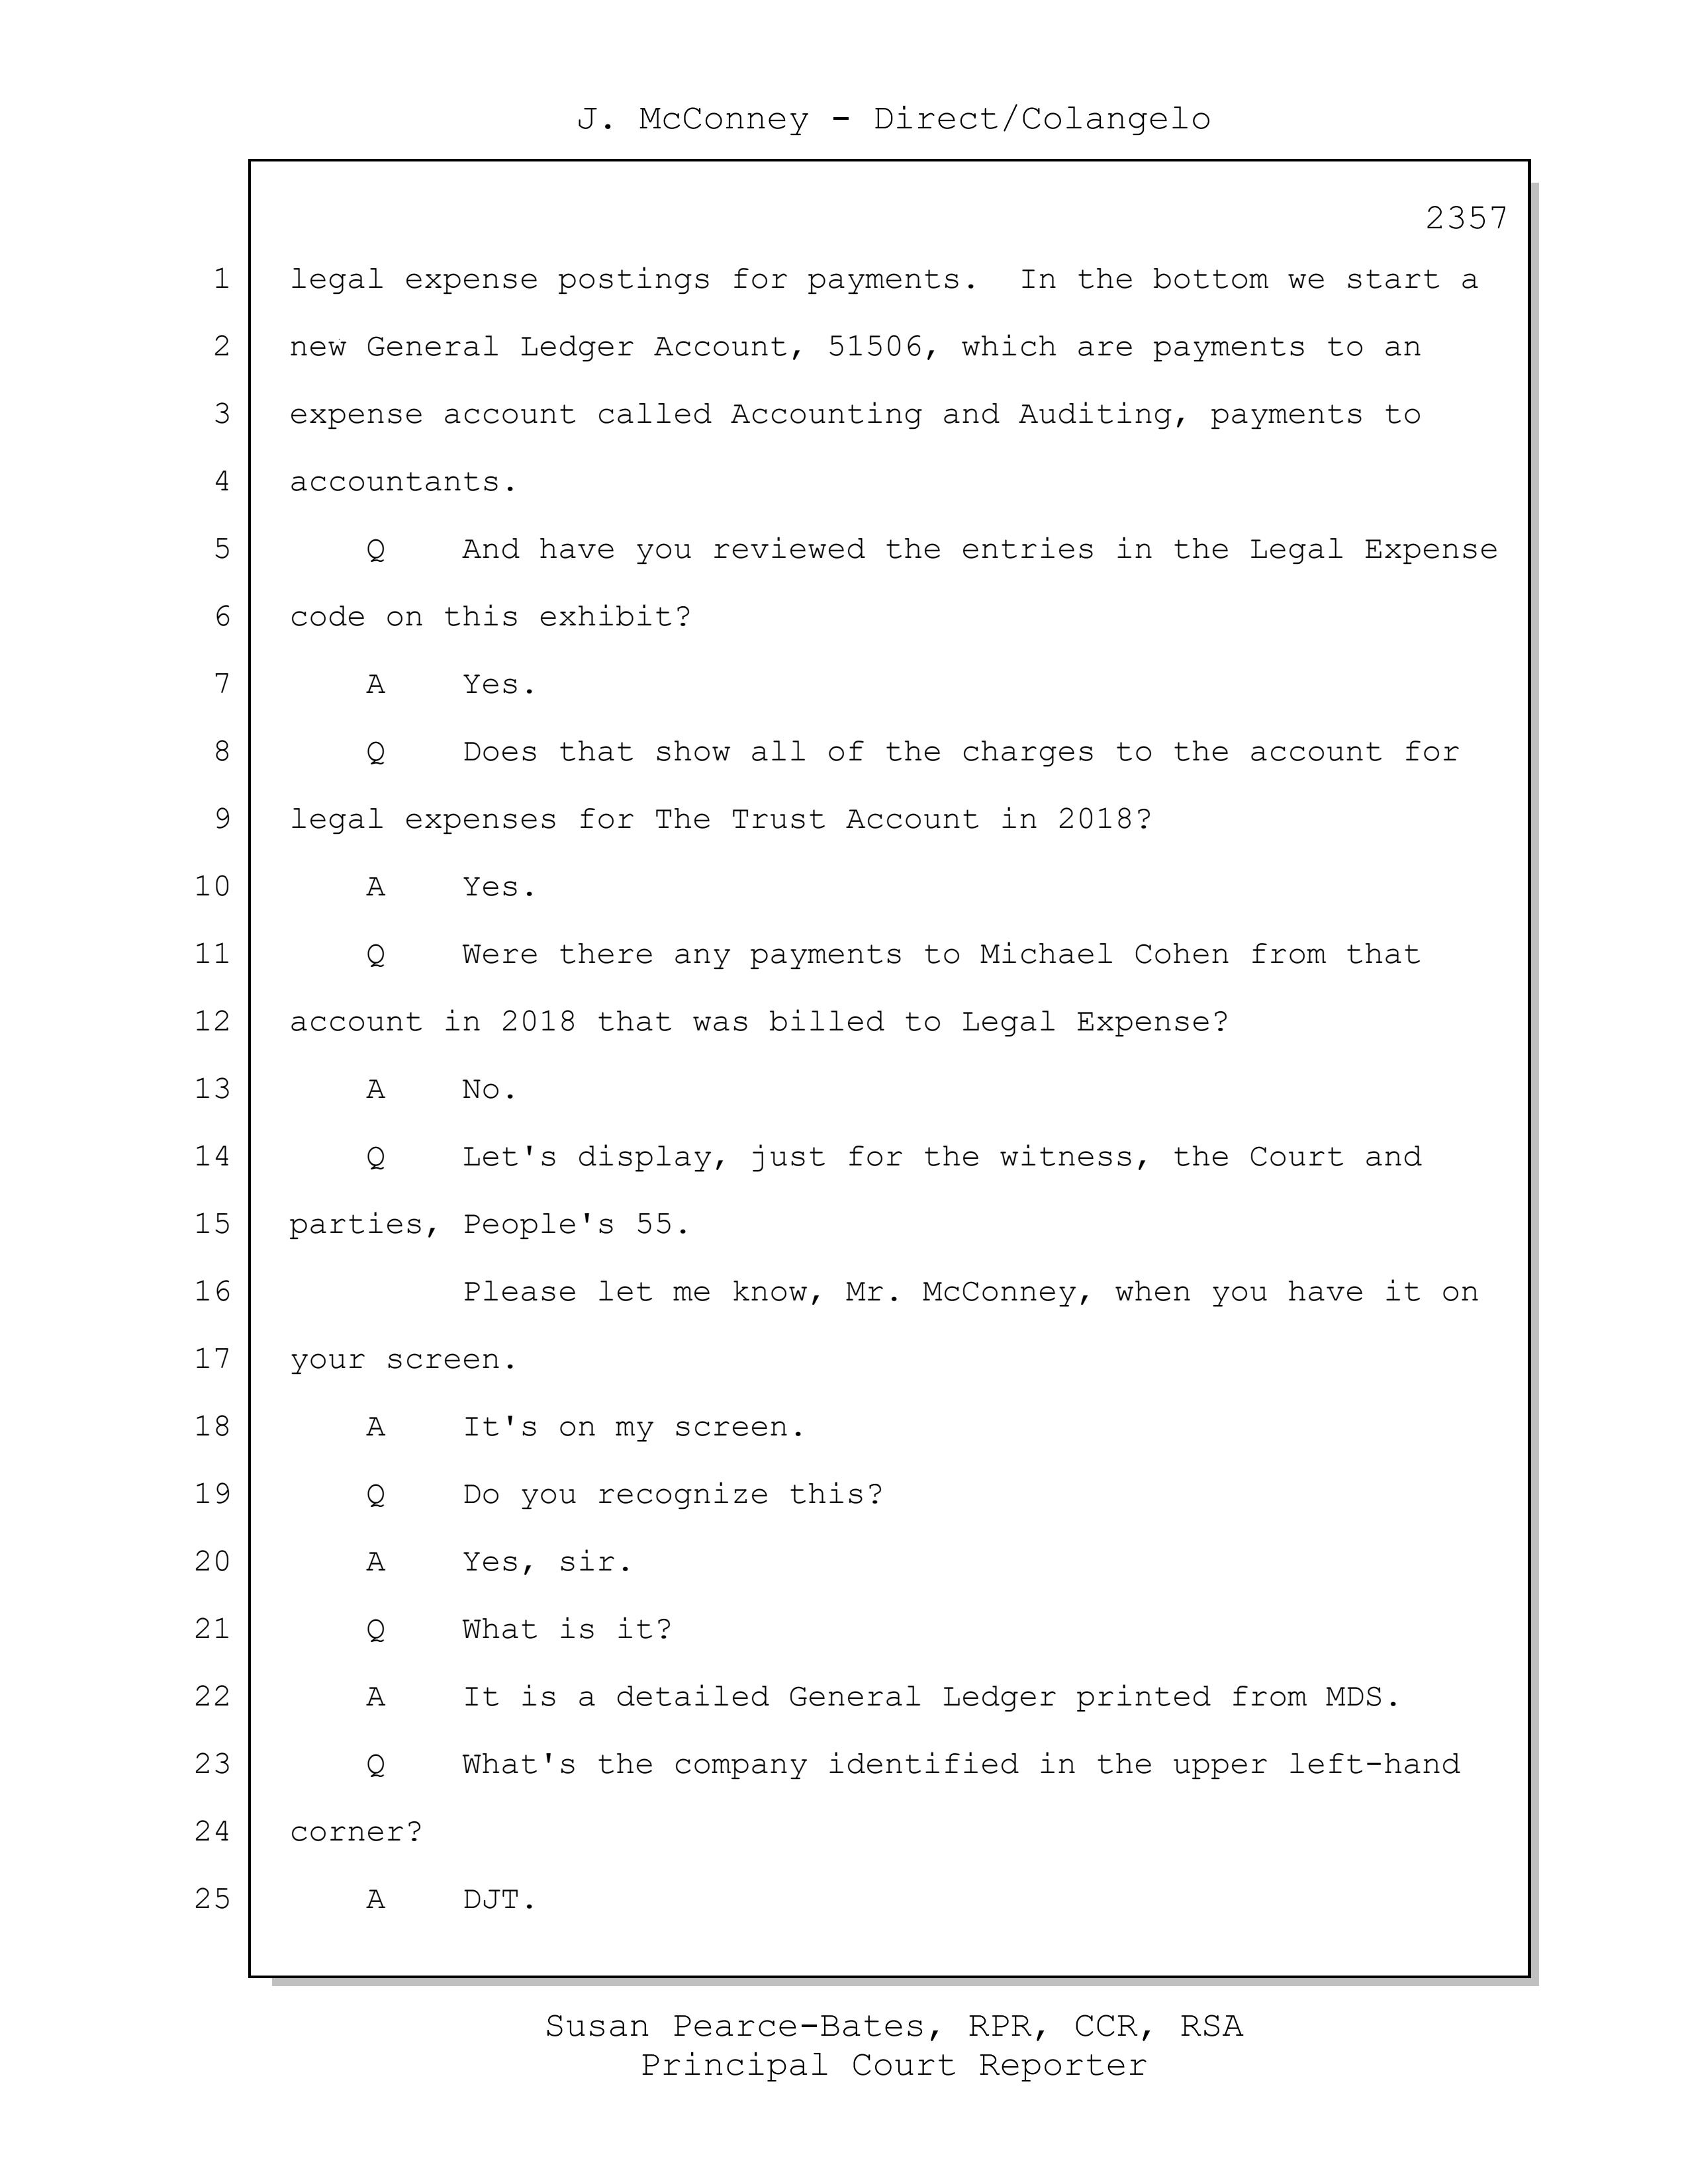 J. McConney - Direct/Colangelo
2357
1 legal expense postings for payments. In the bottom we start a
2 new General Ledger Account, 51506, which are payments to an
3 expense account called Accounting and Auditing, payments to
4 accountants.
5 Q And have you reviewed the entries in the Legal Expense
6 code on this exhibit?
7 A Yes.
8 Q Does that show all of the charges to the account for
9 legal expenses for The Trust Account in 2018?
10 A Yes.
11 Q Were there any payments to Michael Cohen from that
12 account in 2018 that was billed to Legal Expense?
13 A No.
14 Q Let's display, just for the witness, the Court and
15 parties, People's 55.
16 Please let me know, Mr. McConney, when you have it on
17 your screen.
18 A It's on my screen.
19 Q Do you recognize this?
20 A Yes, sir.
21 Q What is it?
22 A It is a detailed General Ledger printed from MDS.
23 Q What's the company identified in the upper left-hand
24 corner?
25 A DJT.
Susan Pearce-Bates, RPR, CCR, RSA
Principal Court Reporter